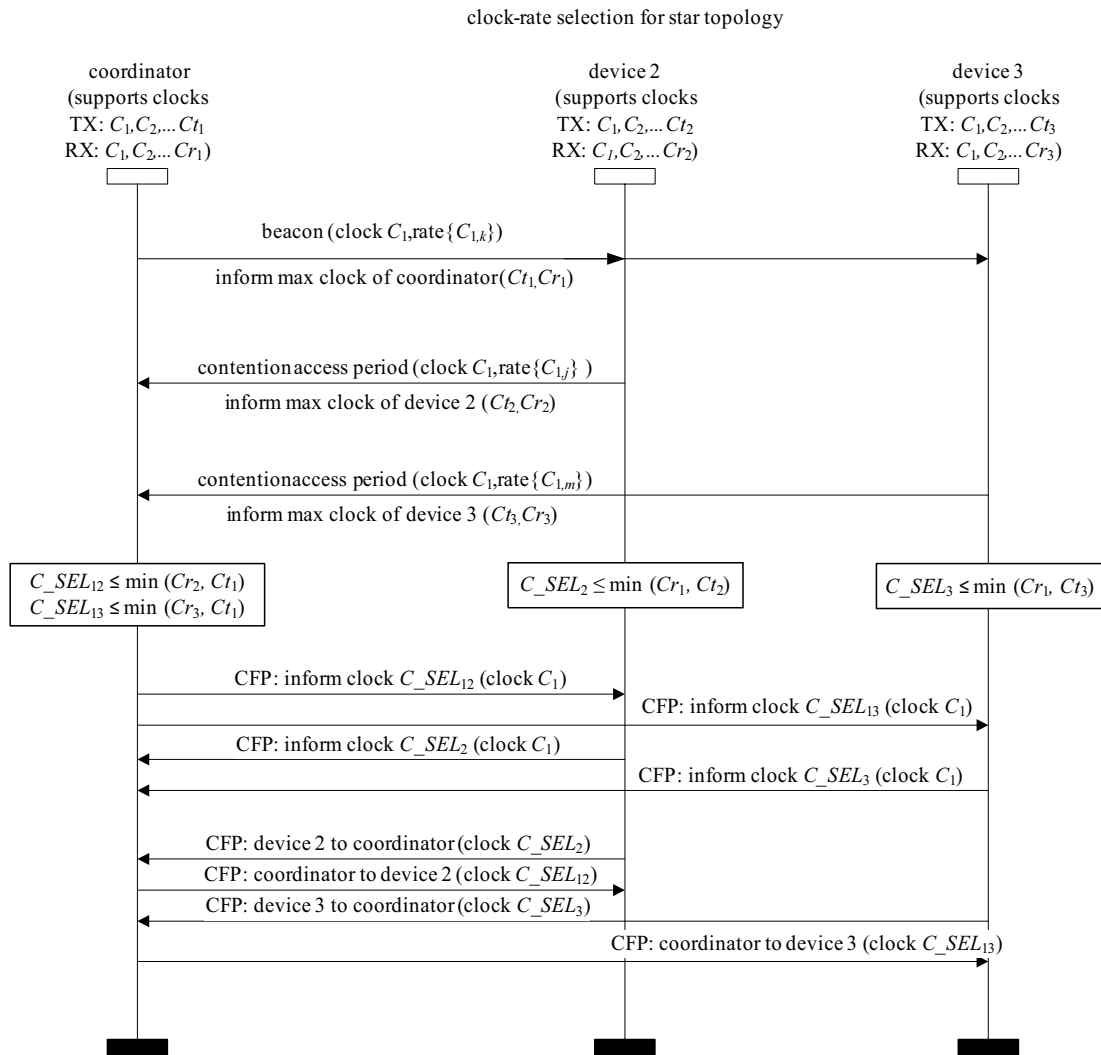 clock-rate selection for star topology
coordinator
(supports clocks
TX: C₁,C₂,... Ct₁
RX: C₁,C₂,... Cr₁)
device 2
(supports clocks
TX: C₁,C₂,... Ct₂
RX: C₁,C₂,... Cr₂)
device 3
(supports clocks
TX: C₁,C₂,... Ct₃
RX: C₁,C₂,... Cr₃)
beacon (clock C₁,rate{C₁,ₖ})
inform max clock of coordinator(Ct₁,Cr₁)
contention access period (clock C₁,rate{C₁,ⱼ} )
inform max clock of device 2 (Ct₂,Cr₂)
contention access period (clock C₁,rate{C₁,ₘ})
inform max clock of device 3 (Ct₃,Cr₃)
C_SEL₁₂ ≤ min (Cr₂, Ct₁)
C_SEL₁₃ ≤ min (Cr₃, Ct₁)
C_SEL₂ ≤ min (Cr₁, Ct₂)
C_SEL₃ ≤ min (Cr₁, Ct₃)
CFP: inform clock C_SEL₁₂ (clock C₁)
CFP: inform clock C_SEL₁₃ (clock C₁)
CFP: inform clock C_SEL₂ (clock C₁)
CFP: inform clock C_SEL₃ (clock C₁)
CFP: device 2 to coordinator (clock C_SEL₂)
CFP: coordinator to device 2 (clock C_SEL₁₂)
CFP: device 3 to coordinator (clock C_SEL₃)
CFP: coordinator to device 3 (clock C_SEL₁₃)